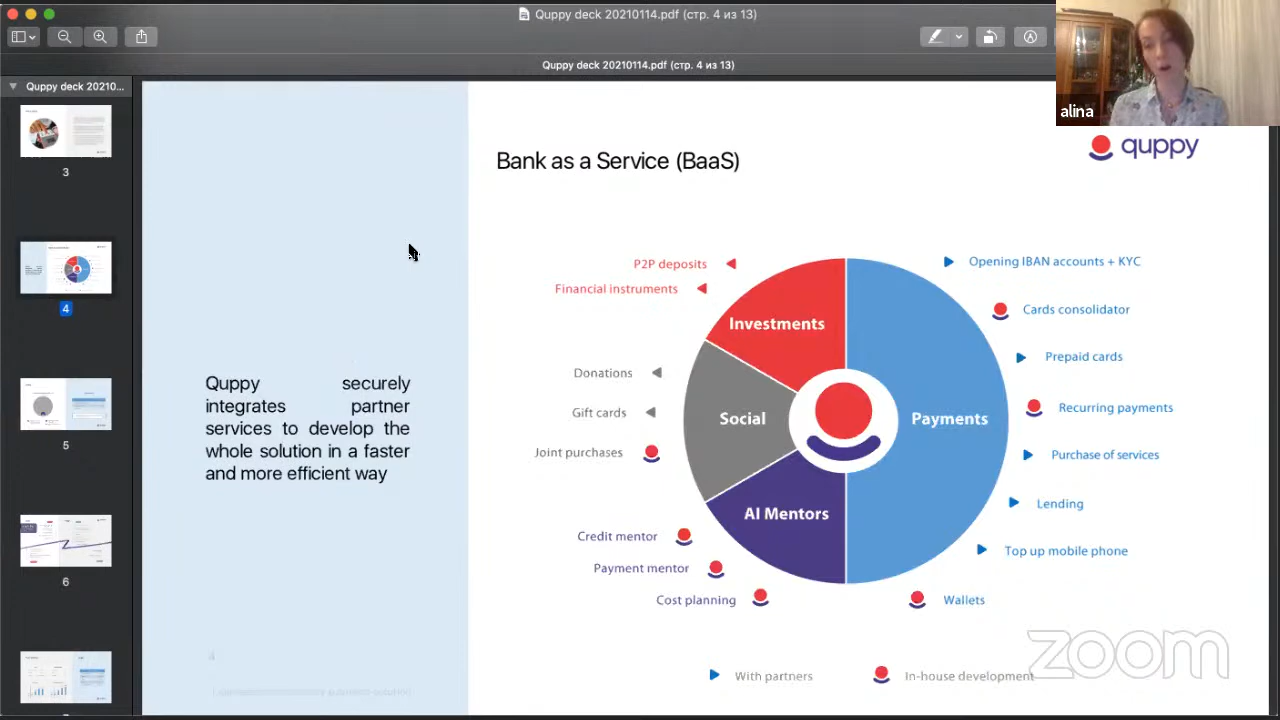 Quppy deck 20210114.pdf (стр. 4 из 13)
Quppy deck 20210114.pdf (стр. 4 из 13)
alina
Quppy deck 20210...
3
4
5
6
quppy
Bank as a Service (BaaS)
Quppy securely
integrates partner
services to develop the
whole solution in a faster
and more efficient way
P2P deposits
Financial instruments
Donations
Gift cards
Joint purchases
Credit mentor
Payment mentor
Cost planning
Investments
Social
AI Mentors
Payments
Opening IBAN accounts + KYC
Cards consolidator
Prepaid cards
Recurring payments
Purchase of services
Lending
Top up mobile phone
Wallets
With partners
In-house development
zoom